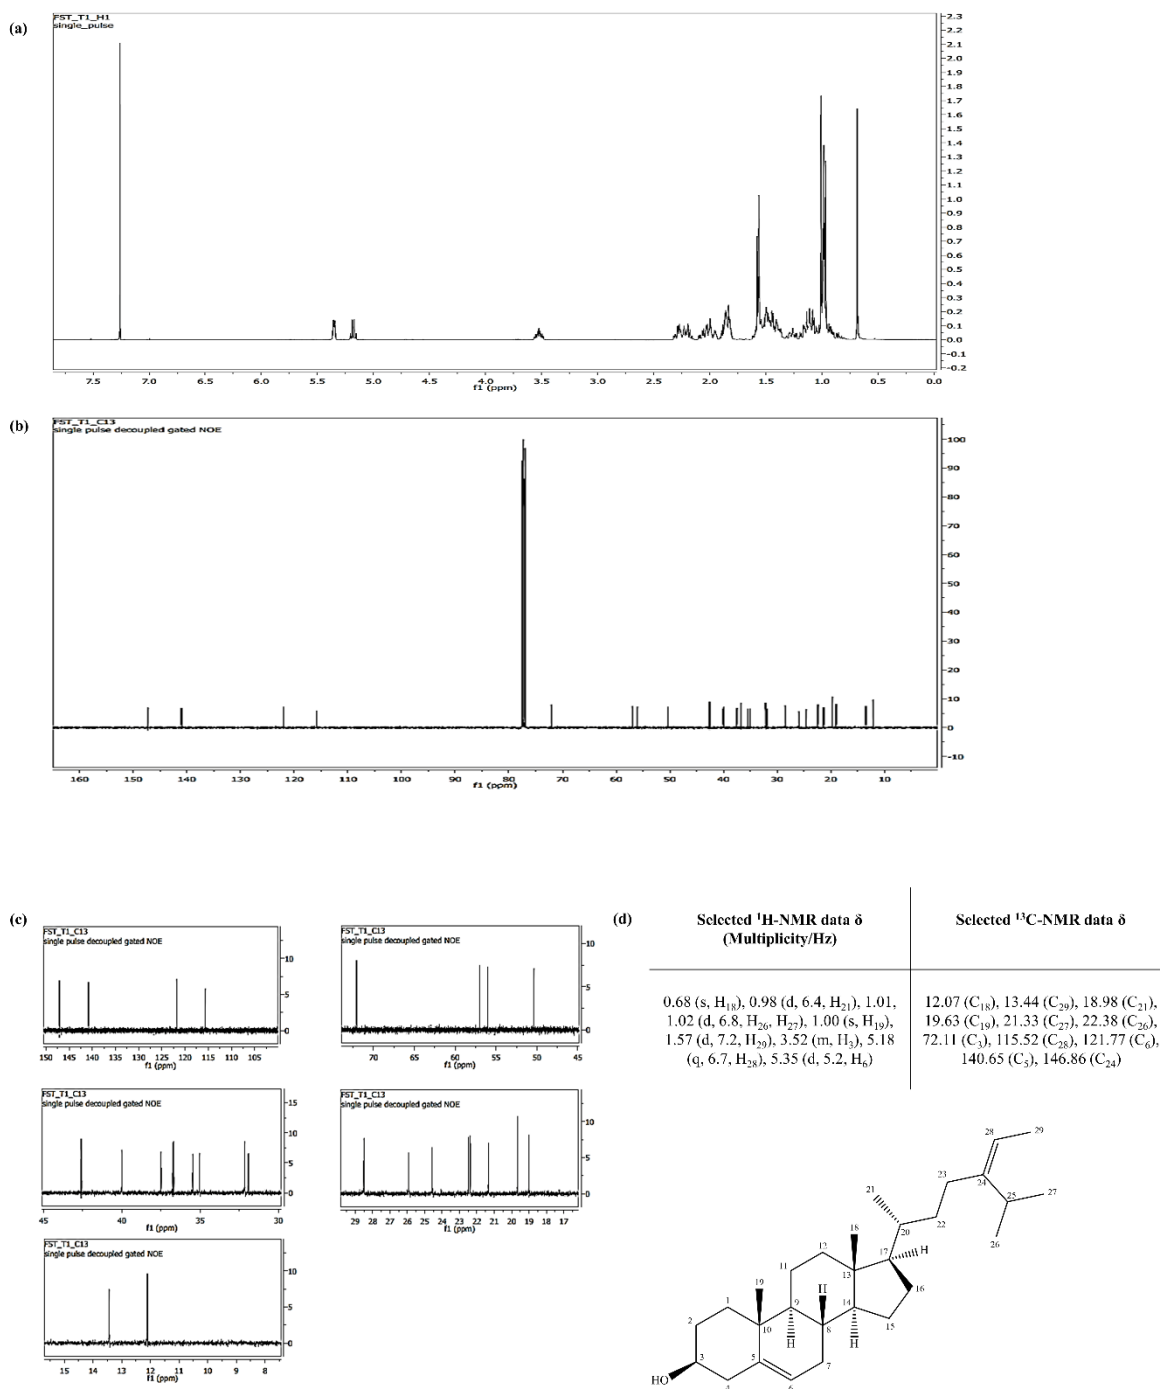 (a)
FST_T1_H1
single_pulse
2.3
2.2
2.1
2.0
1.9
1.8
1.7
1.6
1.5
1.4
1.3
1.2
1.1
1.0
0.9
0.8
0.7
0.6
0.5
0.4
0.3
0.2
0.1
0.0
-0.1
-0.2
7.5 7.0 6.5 6.0 5.5 5.0 4.5 4.0 3.5 3.0 2.5 2.0 1.5 1.0 0.5 0.0
f1 (ppm)
(b)
FST_T1_C13
single pulse decoupled gated NOE
100
90
80
70
60
50
40
30
20
10
0
-10
160 150 140 130 120 110 100 90 80 70 60 50 40 30 20 10
f1 (ppm)
(c)
FST_T1_C13
single pulse decoupled gated NOE
10
5
0
150 145 140 135 130 125 120 115 110 105
f1 (ppm)
FST_T1_C13
single pulse decoupled gated NOE
10
5
0
70 65 60 55 50 45
f1 (ppm)
FST_T1_C13
single pulse decoupled gated NOE
15
10
5
0
45 40 35 30
f1 (ppm)
FST_T1_C13
single pulse decoupled gated NOE
10
5
0
29 28 27 26 25 24 23 22 21 20 19 18 17
f1 (ppm)
FST_T1_C13
single pulse decoupled gated NOE
10
5
0
15 14 13 12 11 10 9 8
f1 (ppm)
(d)
Selected ¹H-NMR data δ
(Multiplicity/Hz)
Selected ¹³C-NMR data δ
0.68 (s, H₁₈), 0.98 (d, 6.4, H₂₁), 1.01,
1.02 (d, 6.8, H₂₆, H₂₇), 1.00 (s, H₁₉),
1.57 (d, 7.2, H₂₉), 3.52 (m, H₃), 5.18
(q, 6.7, H₂₈), 5.35 (d, 5.2, H₆)
12.07 (C₁₈), 13.44 (C₂₉), 18.98 (C₂₁),
19.63 (C₁₉), 21.33 (C₂₇), 22.38 (C₂₆),
72.11 (C₃), 115.52 (C₂₈), 121.77 (C₆),
140.65 (C₅), 146.86 (C₂₄)
28
29
23
24
21
27
25
20
22
26
18
12
17
H
11
13
16
19
H
1
9
14
15
2
10
8
H
H
3
5
7
HO
4
6